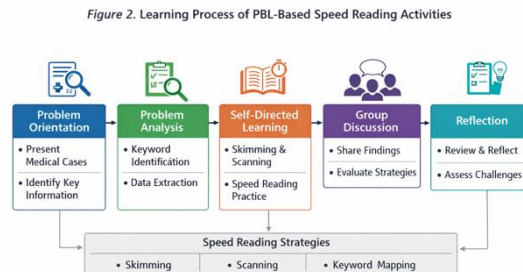 Figure 2. Learning Process of PBL-Based Speed Reading Activities
Problem
Orientation
• Present
Medical Cases
• Identify Key
Information
Problem
Analysis
• Keyword
Identification
• Data Extraction
Self-Directed
Learning
• Skimming &
Scanning
• Speed Reading
Practice
Group
Discussion
• Share Findings
• Evaluate Strategies
Reflection
• Review & Reflect
• Assess Challenges
Speed Reading Strategies
• Skimming
• Scanning
• Keyword Mapping